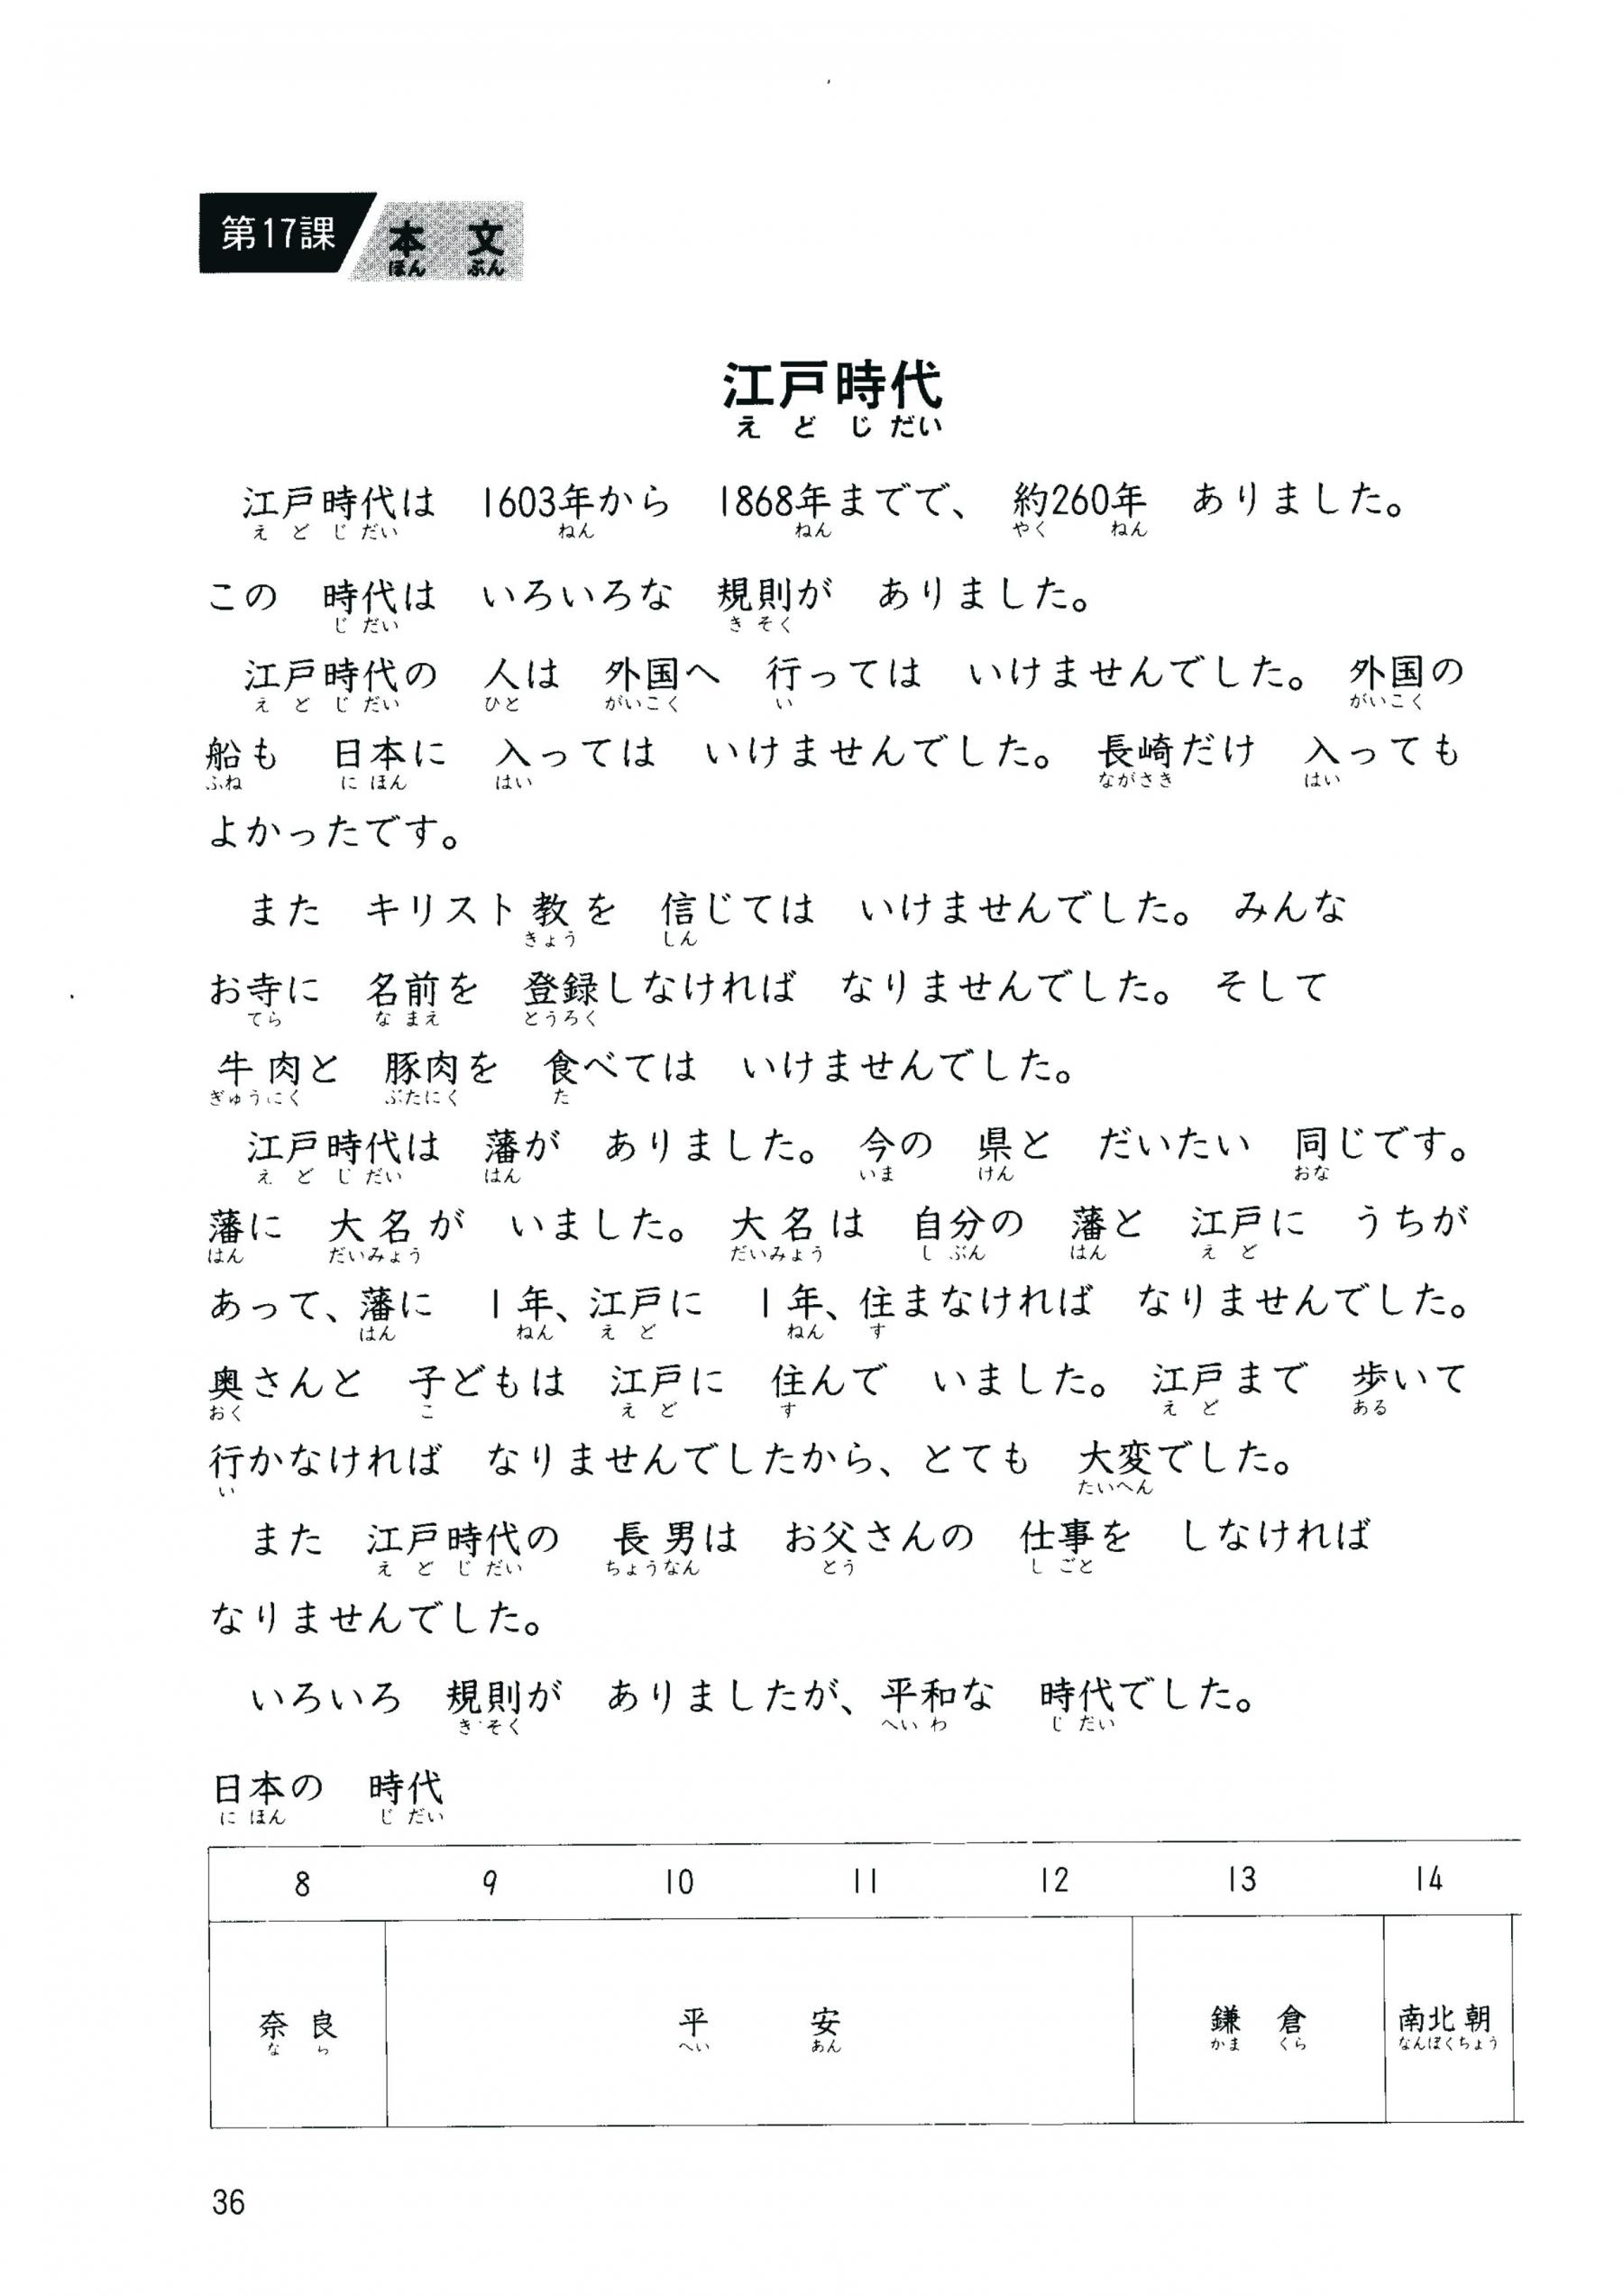 第17課 本文
ほん ぶん
江戸時代
え ど じ だい
江戸時代は 1603年から 1868年までで、 約260年 ありました。
え ど じ だい ねん ねん やく ねん
この 時代は いろいろな 規則が ありました。
じ だい き そく
江戸時代の 人は 外国へ 行っては いけませんでした。 外国の
え ど じ だい ひと がいこく い がいこく
船も 日本に 入っては いけませんでした。 長崎だけ 入っても
ふね に ほん はい ながさき はい
よかったです。
また キリスト教を 信じては いけませんでした。 みんな
きょう しん
お寺に 名前を 登録しなければ なりませんでした。 そして
てら な まえ とうろく
牛肉と 豚肉を 食べては いけませんでした。
ぎゅうにく ぶたにく た
江戸時代は 藩が ありました。 今の 県と だいたい 同じです。
え ど じ だい はん いま けん おな
藩に 大名が いました。 大名は 自分の 藩と 江戸に うちが
はん だいみょう だいみょう じ ぶん はん え ど
あって、藩に 1年、江戸に 1年、住まなければ なりませんでした。
はん ねん え ど ねん す
奥さんと 子どもは 江戸に 住んで いました。 江戸まで 歩いて
おく こ え ど す え ど ある
行かなければ なりませんでしたから、とても 大変でした。
い たいへん
また 江戸時代の 長男は お父さんの 仕事を しなければ
え ど じ だい ちょうなん とう し ごと
なりませんでした。
いろいろ 規則が ありましたが、平和な 時代でした。
き そく へい わ じ だい
日本の 時代
に ほん じ だい
8 9 10 11 12 13 14
奈良 平安 鎌倉 南北朝
な ら へい あん かま くら なんぼくちょう
36